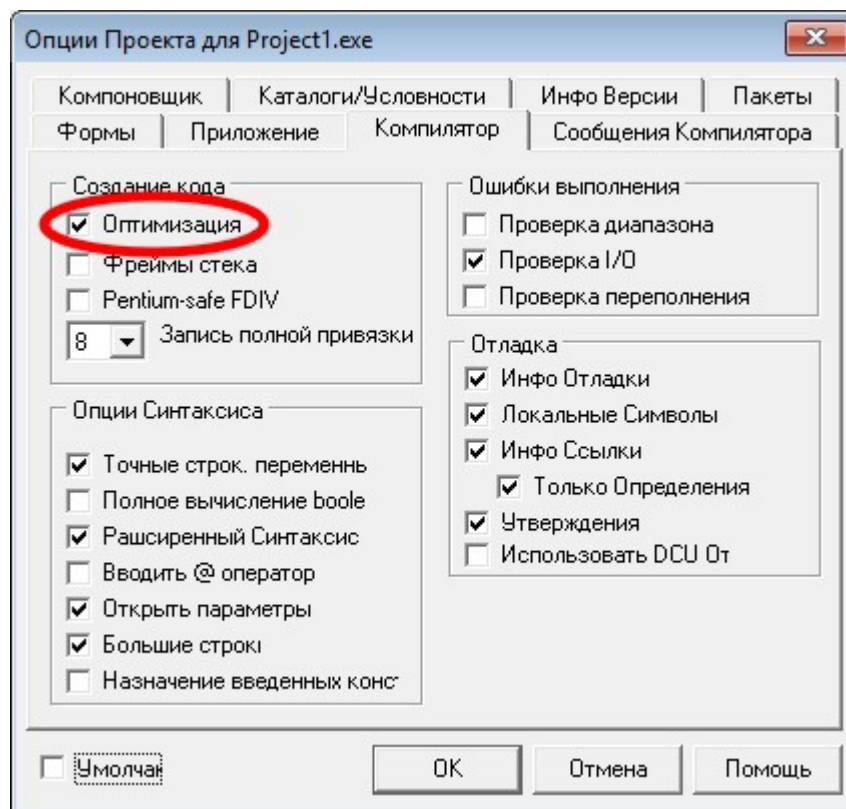 Опции Проекта для Project1.exe
Компоновщик
Каталоги/Условности
Инфо Версии
Пакеты
Формы
Приложение
Компилятор
Сообщения Компилятора
Создание кода
Оптимизация
Фреймы стека
Pentium-safe FDIV
8
Запись полной привязки
Опции Синтаксиса
Точные строк. переменнь
Полное вычисление boole
Рашсиренный Синтаксис
Вводить @ оператор
Открыть параметры
Большие строкі
Назначение введенных конс
Ошибки выполнения
Проверка диапазона
Проверка I/O
Проверка переполнения
Отладка
Инфо Отладки
Локальные Символы
Инфо Ссылки
Только Определения
Утверждения
Использовать DCU От
Умолчан
OK
Отмена
Помощь